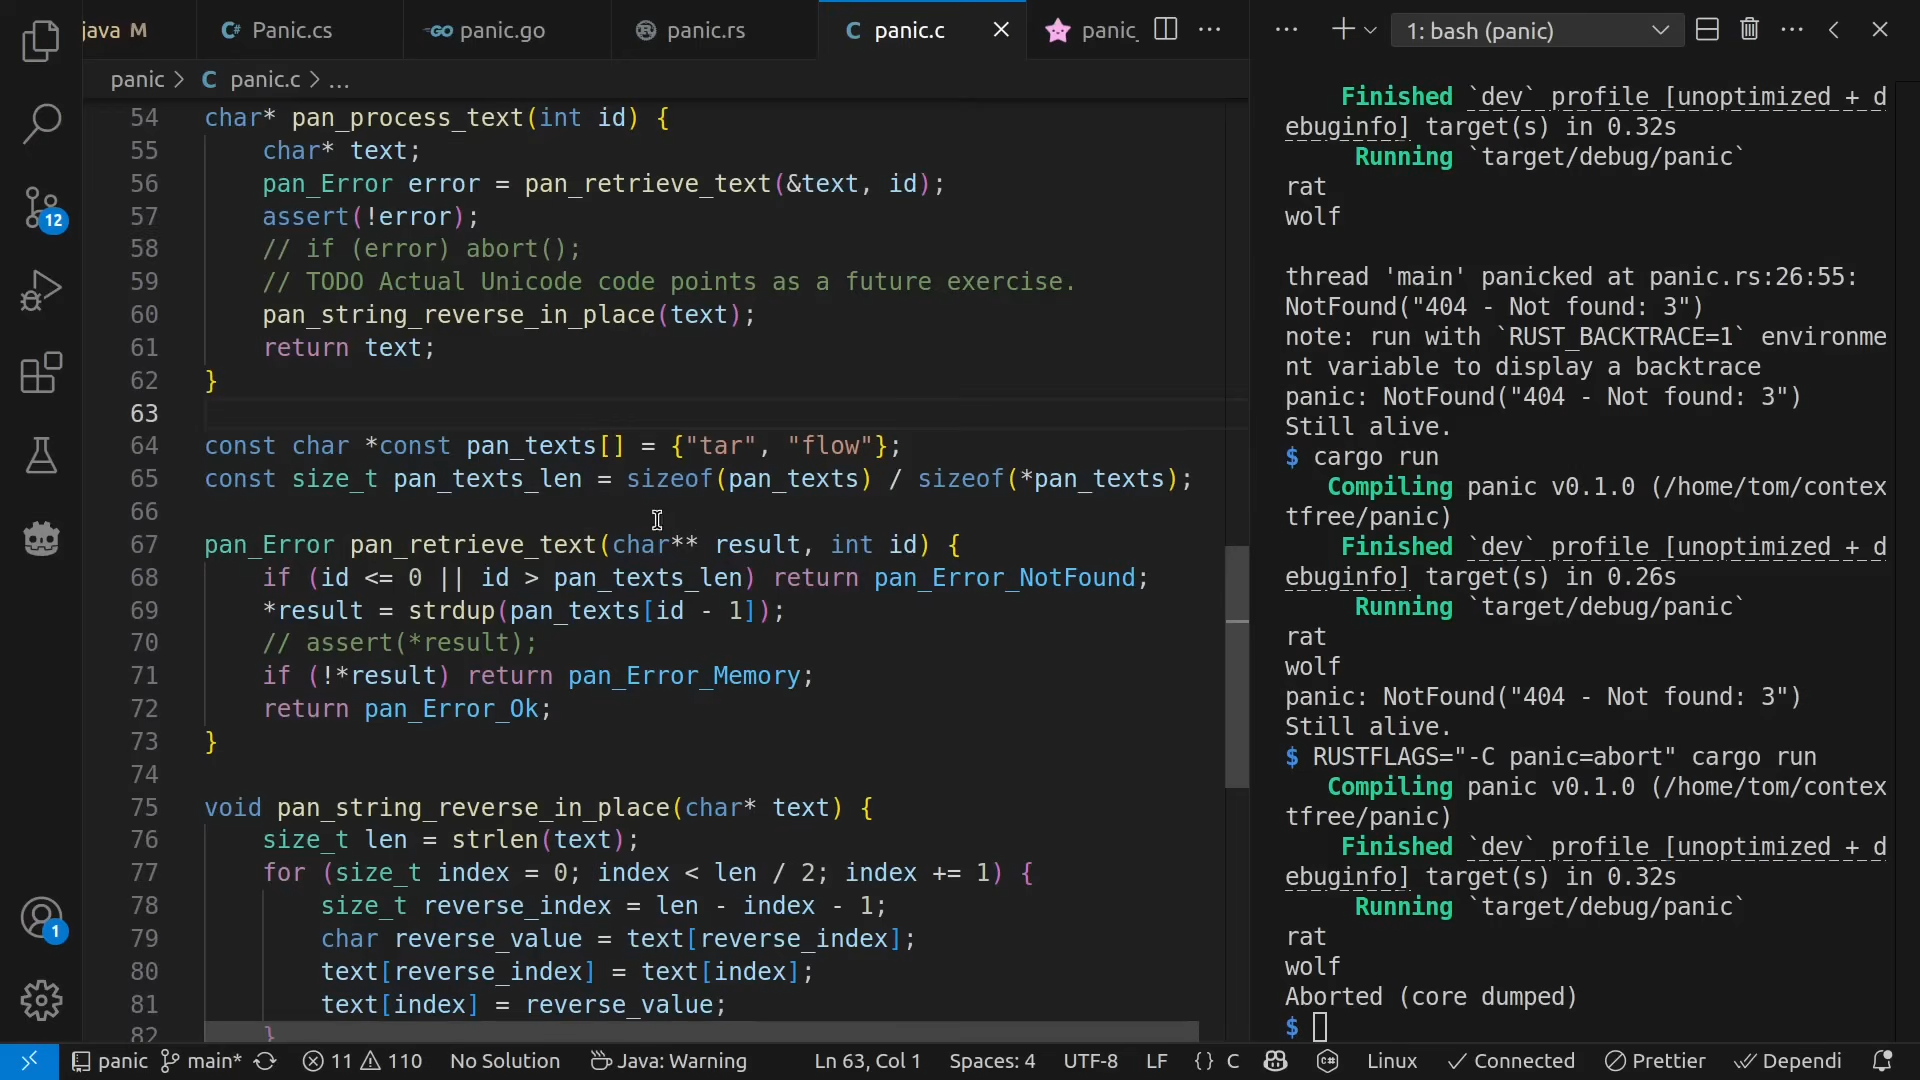 java M
C# Panic.cs
GO panic.go
panic.rs
C panic.c
panic_
1: bash (panic)
panic > C panic.c > ...
54 char* pan_process_text(int id) {
55 char* text;
56 pan_Error error = pan_retrieve_text(&text, id);
57 assert(!error);
58 // if (error) abort();
59 // TODO Actual Unicode code points as a future exercise.
60 pan_string_reverse_in_place(text);
61 return text;
62 }
63
64 const char *const pan_texts[] = {"tar", "flow"};
65 const size_t pan_texts_len = sizeof(pan_texts) / sizeof(*pan_texts);
66
67 pan_Error pan_retrieve_text(char** result, int id) {
68 if (id <= 0 || id > pan_texts_len) return pan_Error_NotFound;
69 *result = strdup(pan_texts[id - 1]);
70 // assert(*result);
71 if (!*result) return pan_Error_Memory;
72 return pan_Error_Ok;
73 }
74
75 void pan_string_reverse_in_place(char* text) {
76 size_t len = strlen(text);
77 for (size_t index = 0; index < len / 2; index += 1) {
78 size_t reverse_index = len - index - 1;
79 char reverse_value = text[reverse_index];
80 text[reverse_index] = text[index];
81 text[index] = reverse_value;
82 }
Finished `dev` profile [unoptimized + d
ebuginfo] target(s) in 0.32s
Running `target/debug/panic`
rat
wolf
thread 'main' panicked at panic.rs:26:55:
NotFound("404 - Not found: 3")
note: run with `RUST_BACKTRACE=1` environme
nt variable to display a backtrace
panic: NotFound("404 - Not found: 3")
Still alive.
$ cargo run
Compiling panic v0.1.0 (/home/tom/contex
tfree/panic)
Finished `dev` profile [unoptimized + d
ebuginfo] target(s) in 0.26s
Running `target/debug/panic`
rat
wolf
panic: NotFound("404 - Not found: 3")
Still alive.
$ RUSTFLAGS="-C panic=abort" cargo run
Compiling panic v0.1.0 (/home/tom/contex
tfree/panic)
Finished `dev` profile [unoptimized + d
ebuginfo] target(s) in 0.32s
Running `target/debug/panic`
rat
wolf
Aborted (core dumped)
$
12
1
panic main* 11 110 No Solution Java: Warning Ln 63, Col 1 Spaces: 4 UTF-8 LF {} C Linux Connected Prettier Dependi